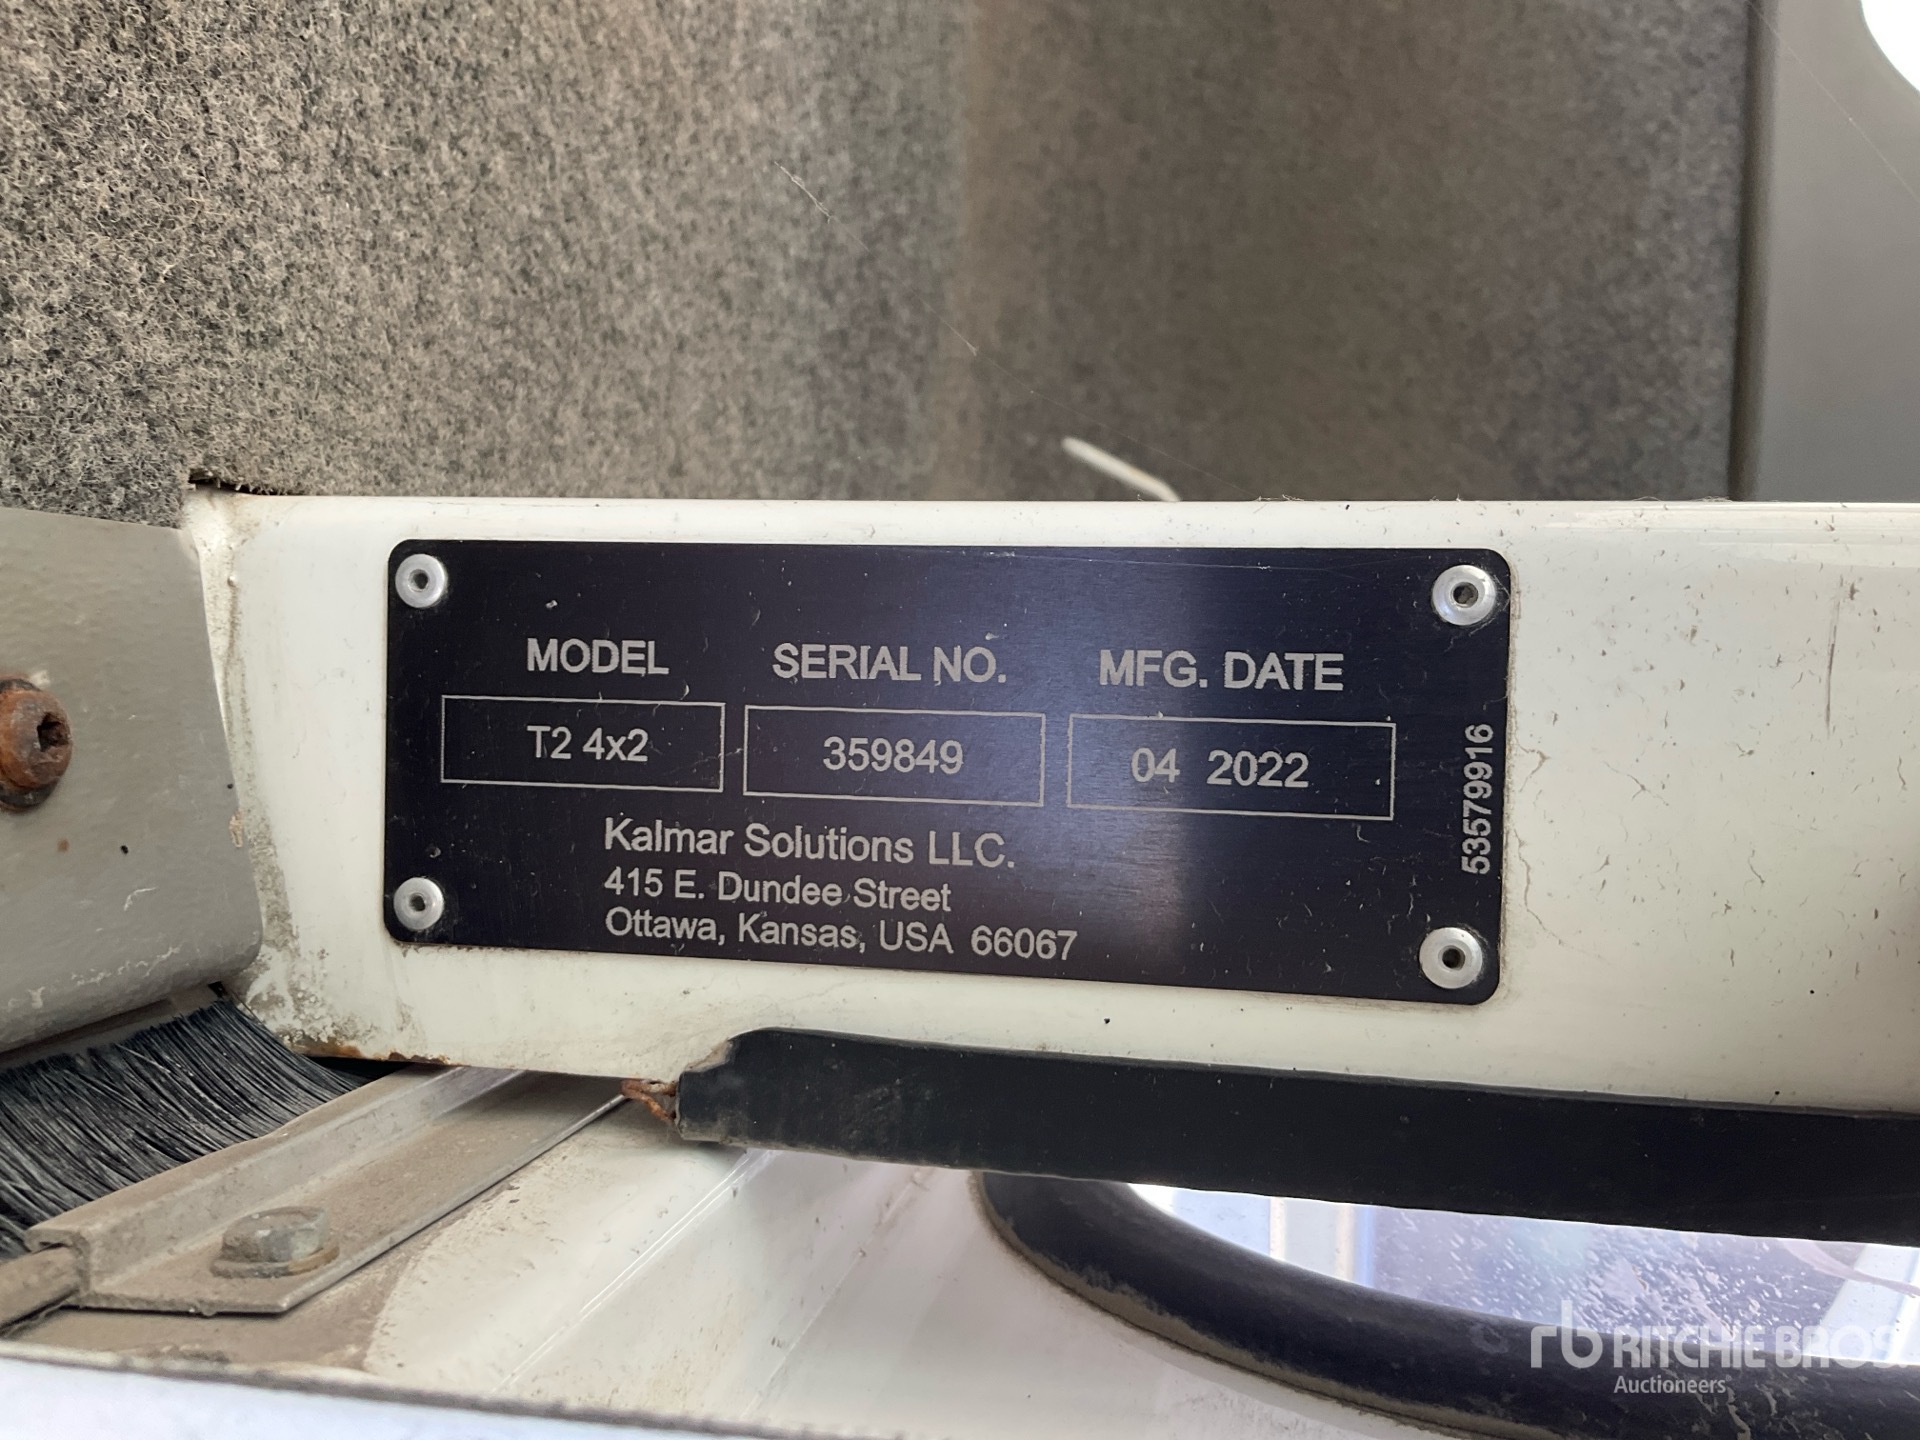 MODEL SERIAL NO. MFG. DATE
T2 4x2 359849 04 2022
Kalmar Solutions LLC.
415 E. Dundee Street
Ottawa, Kansas, USA 66067
53579916
rb RITCHIE BROS
Auctioneers